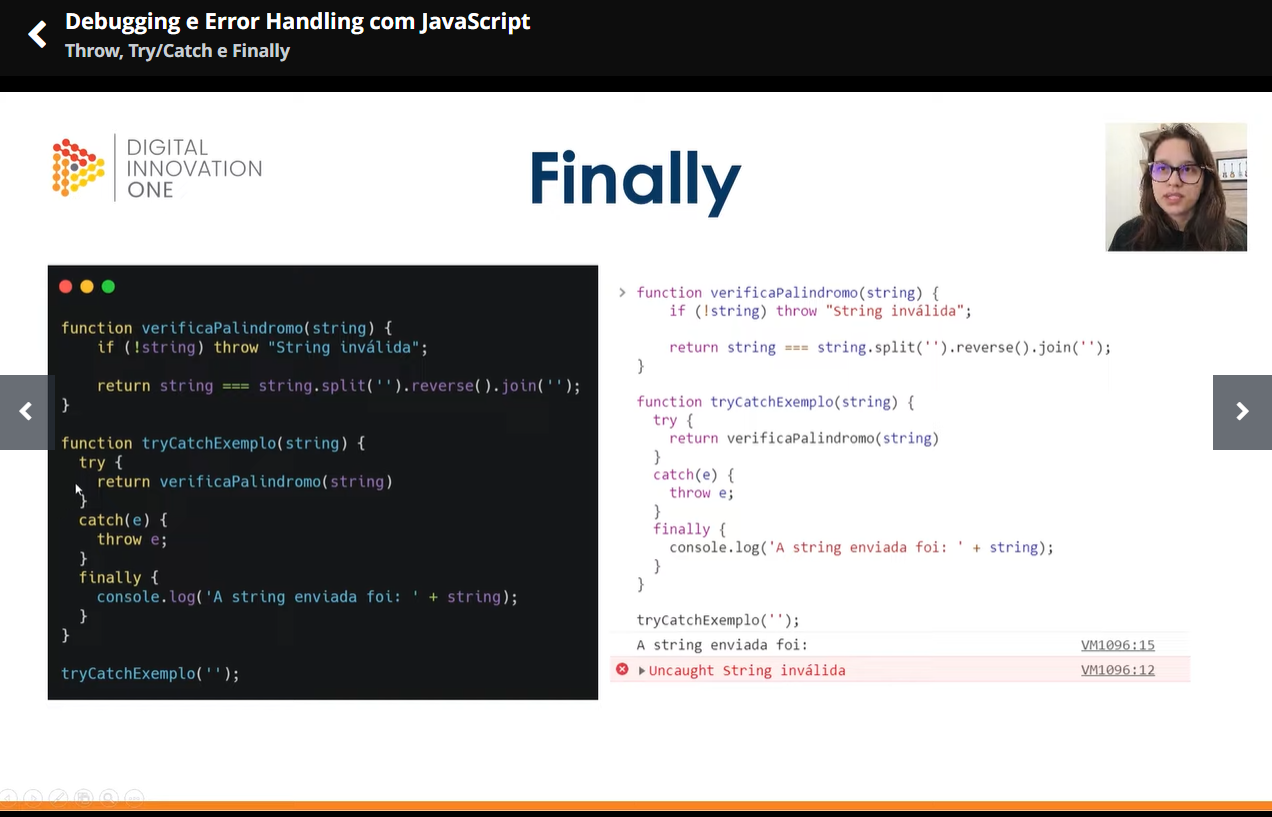 Debugging e Error Handling com JavaScript
Throw, Try/Catch e Finally
DIGITAL
INNOVATION
ONE
Finally
function verificaPalindromo(string) {
    if (!string) throw "String inválida";

    return string === string.split('').reverse().join('');
}

function tryCatchExemplo(string) {
  try {
    return verificaPalindromo(string)
  }
  catch(e) {
    throw e;
  }
  finally {
    console.log('A string enviada foi: ' + string);
  }
}

tryCatchExemplo('');
> function verificaPalindromo(string) {
    if (!string) throw "String inválida";

    return string === string.split('').reverse().join('');
}

function tryCatchExemplo(string) {
  try {
    return verificaPalindromo(string)
  }
  catch(e) {
    throw e;
  }
  finally {
    console.log('A string enviada foi: ' + string);
  }
}

tryCatchExemplo('');
A string enviada foi: VM1096:15
Uncaught String inválida VM1096:12